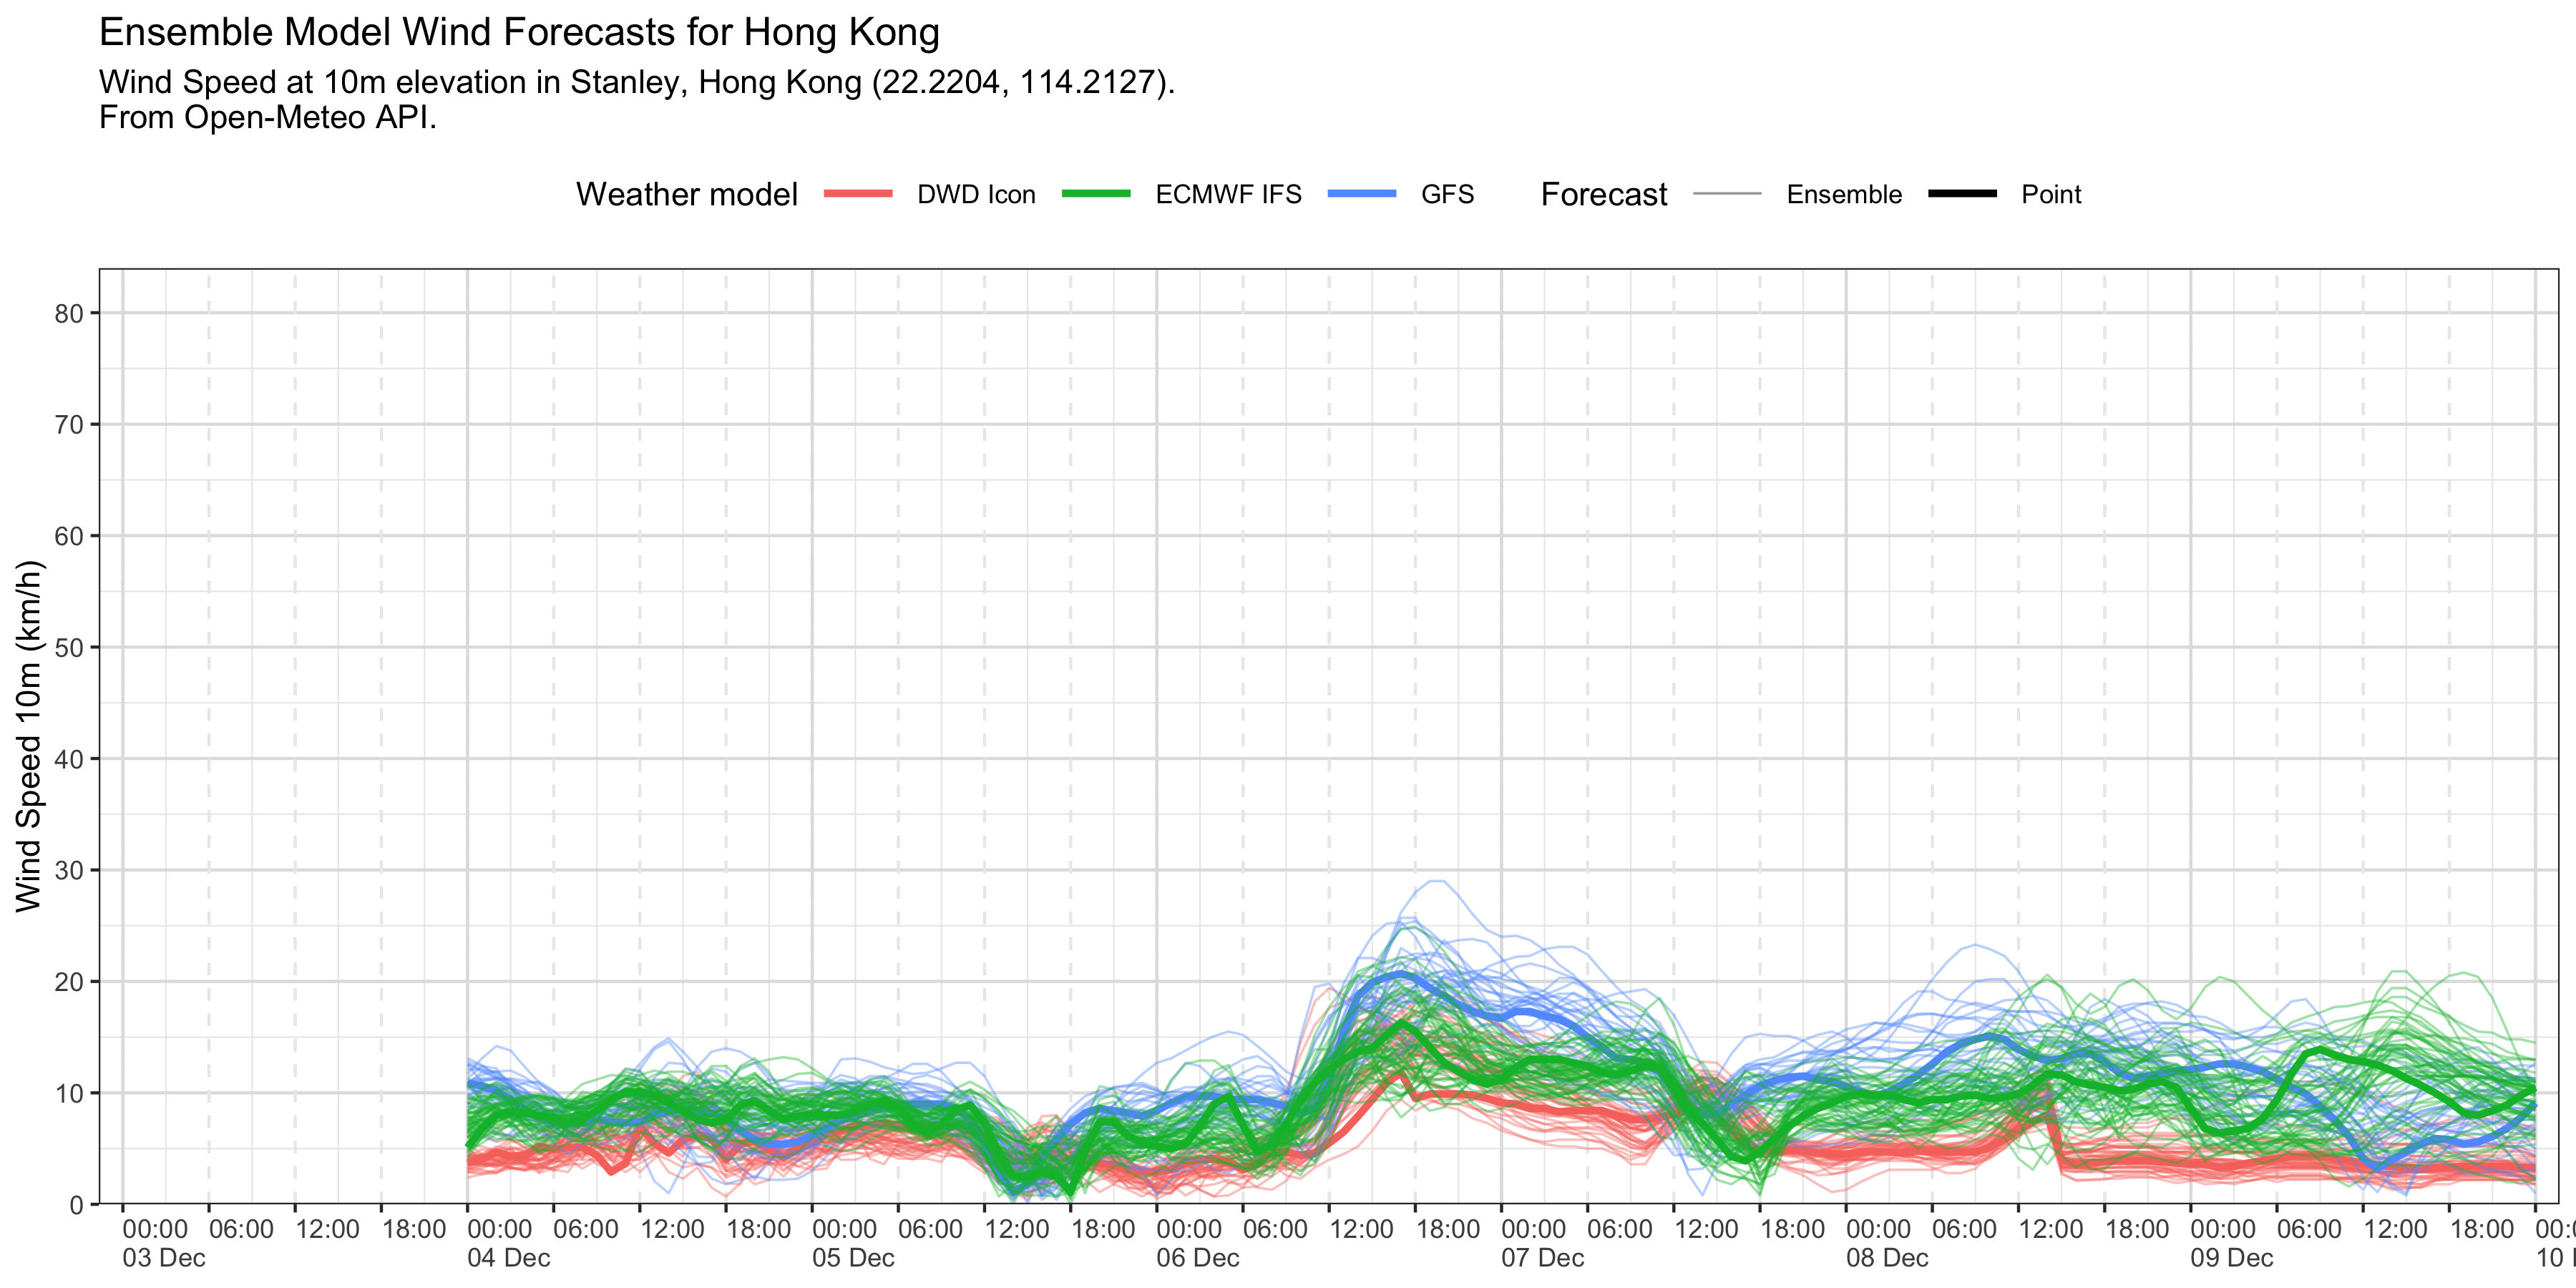 Ensemble Model Wind Forecasts for Hong Kong
Wind Speed at 10m elevation in Stanley, Hong Kong (22.2204, 114.2127).
From Open-Meteo API.
Weather model DWD Icon ECMWF IFS GFS Forecast Ensemble Point
Wind Speed 10m (km/h)
80
70
60
50
40
30
20
10
0
00:00 06:00 12:00 18:00 00:00 06:00 12:00 18:00 00:00 06:00 12:00 18:00 00:00 06:00 12:00 18:00 00:00 06:00 12:00 18:00 00:00 06:00 12:00 18:00 00:00 06:00 12:00 18:00
03 Dec 04 Dec 05 Dec 06 Dec 07 Dec 08 Dec 09 Dec 10